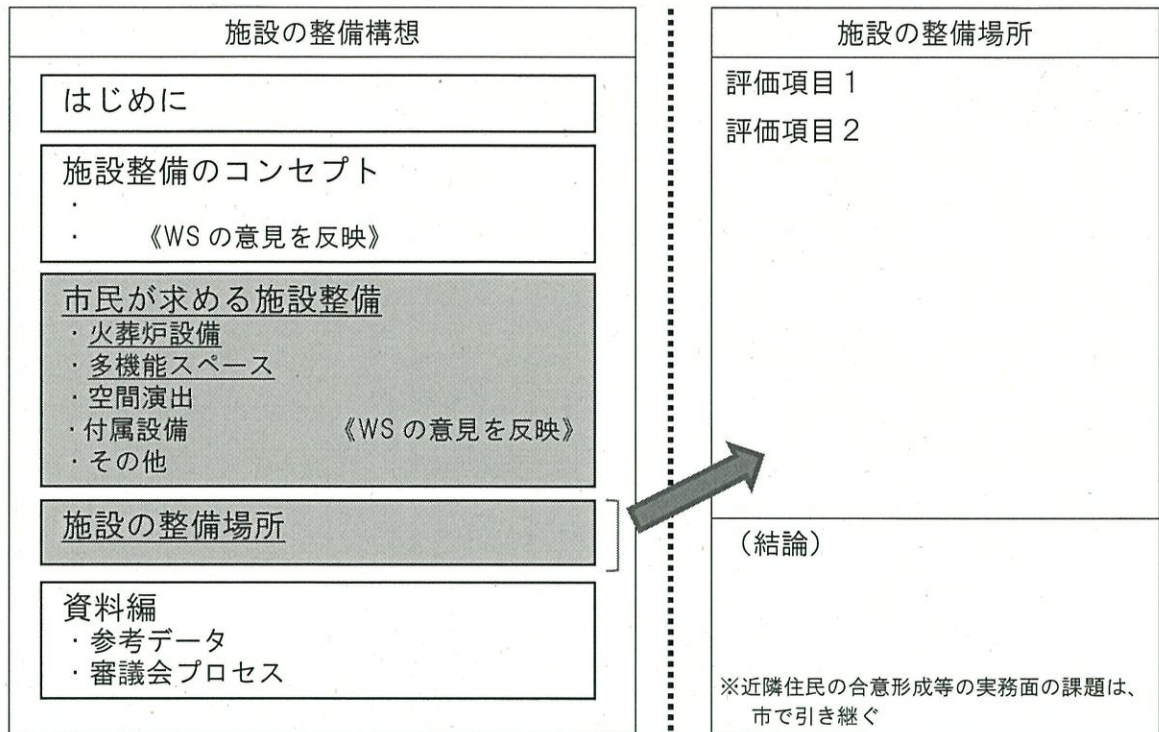 施設の整備構想
はじめに
施設整備のコンセプト
・
・ 《WSの意見を反映》
市民が求める施設整備
・火葬炉設備
・多機能スペース
・空間演出
・付属設備 《WSの意見を反映》
・その他
施設の整備場所
資料編
・参考データ
・審議会プロセス
施設の整備場所
評価項目1
評価項目2
（結論）
※近隣住民の合意形成等の実務面の課題は、
市で引き継ぐ